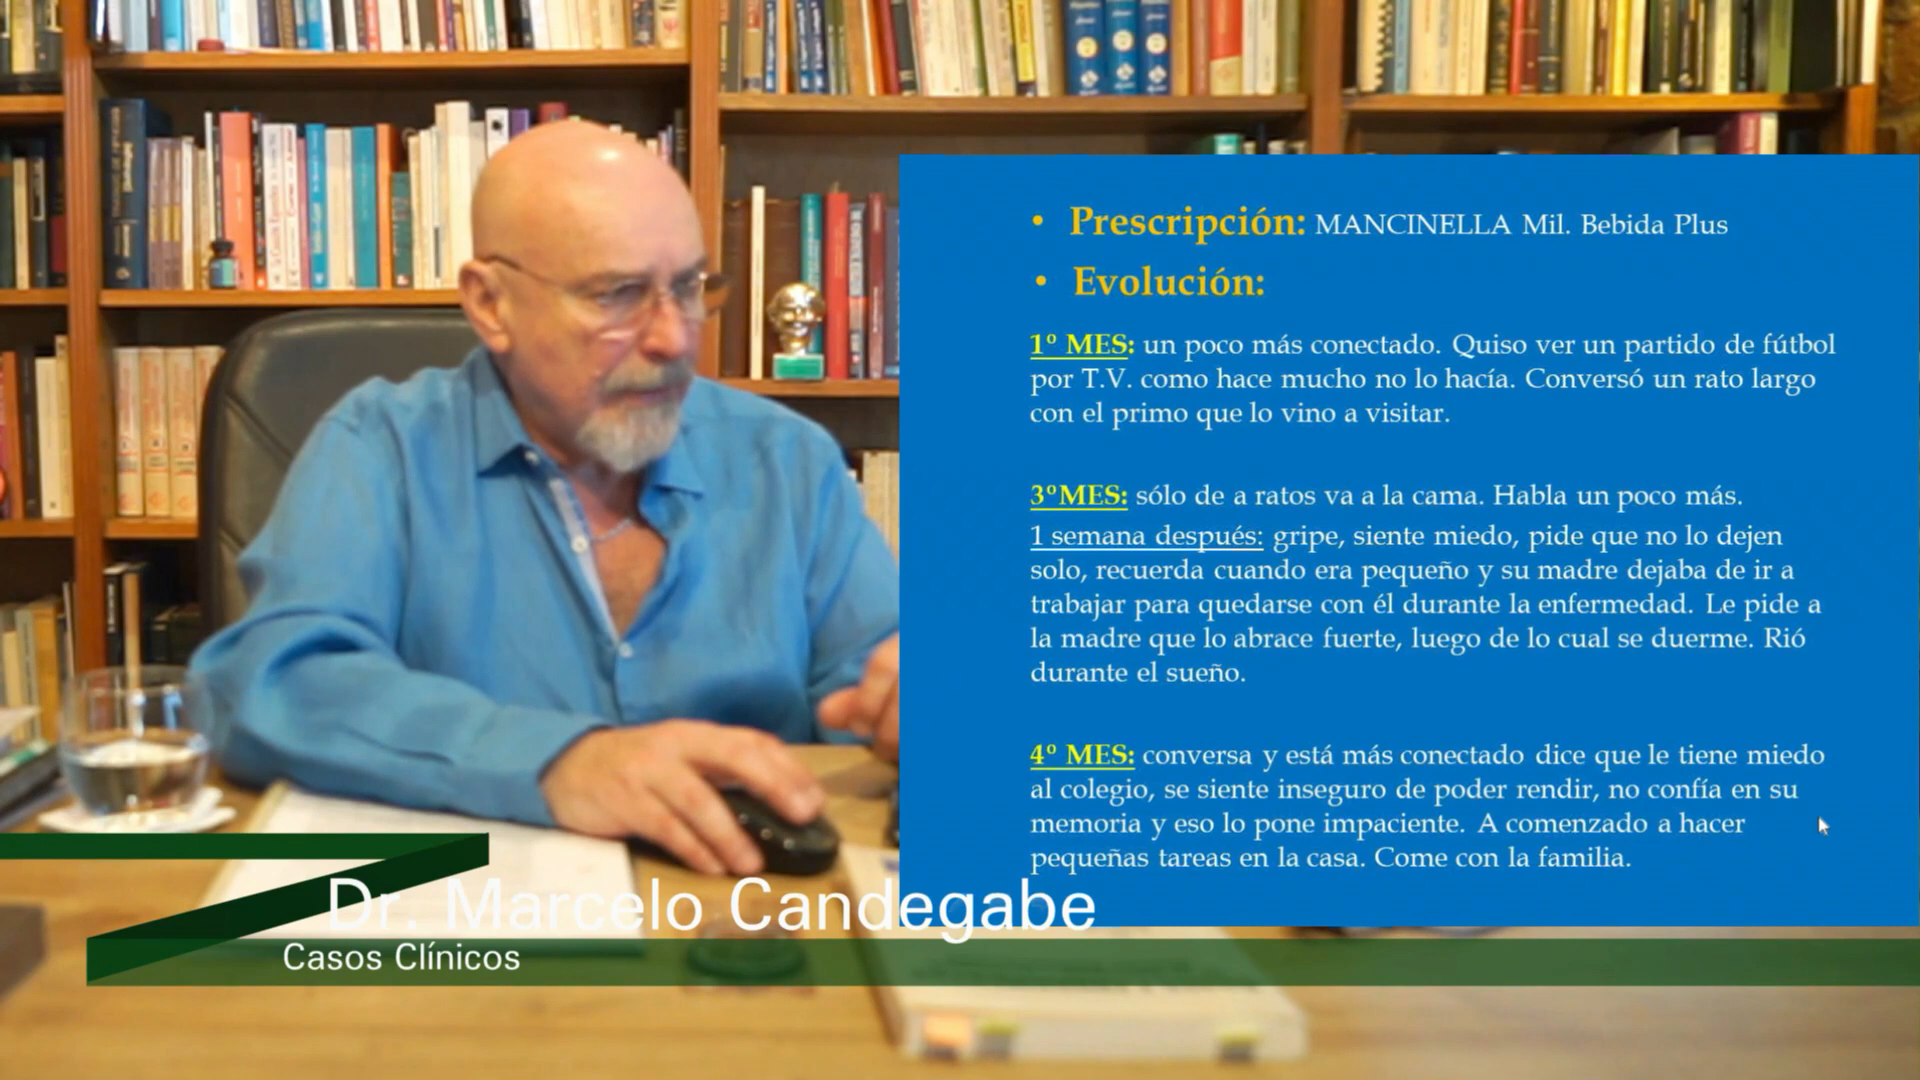 • Prescripción: MANCINELLA Mil. Bebida Plus
• Evolución:
1º MES: un poco más conectado. Quiso ver un partido de fútbol
por T.V. como hace mucho no lo hacía. Conversó un rato largo
con el primo que lo vino a visitar.
3ºMES: sólo de a ratos va a la cama. Habla un poco más.
1 semana después: gripe, siente miedo, pide que no lo dejen
solo, recuerda cuando era pequeño y su madre dejaba de ir a
trabajar para quedarse con él durante la enfermedad. Le pide a
la madre que lo abrace fuerte, luego de lo cual se duerme. Rió
durante el sueño.
4º MES: conversa y está más conectado dice que le tiene miedo
al colegio, se siente inseguro de poder rendir, no confía en su
memoria y eso lo pone impaciente. A comenzado a hacer
pequeñas tareas en la casa. Come con la familia.
Dr. Marcelo Candegabe
Casos Clínicos